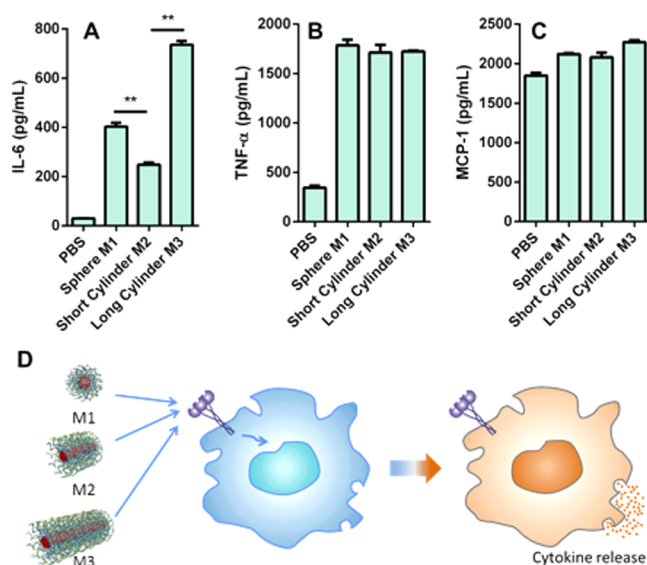 A
**
**
IL-6 (pg/mL)
800
600
400
200
0
PBS
Sphere M1
Short Cylinder M2
Long Cylinder M3
B
TNF-α (pg/mL)
2000
1500
1000
500
0
PBS
Sphere M1
Short Cylinder M2
Long Cylinder M3
C
MCP-1 (pg/mL)
2500
2000
1500
1000
500
0
PBS
Sphere M1
Short Cylinder M2
Long Cylinder M3
D
M1
M2
M3
Cytokine release